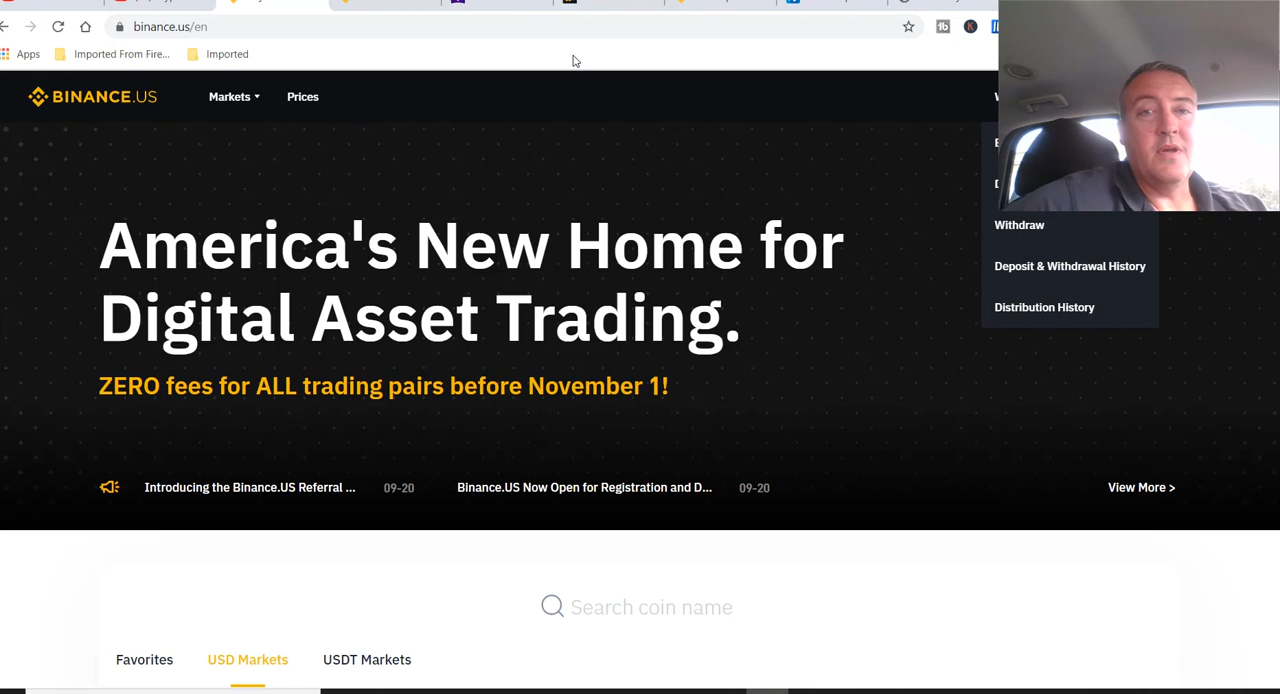 binance.us/en
Apps
Imported From Fire...
Imported
BINANCE.US
Markets
Prices
Withdraw
Deposit & Withdrawal History
Distribution History
America's New Home for
Digital Asset Trading.
ZERO fees for ALL trading pairs before November 1!
Introducing the Binance.US Referral ...
09-20
Binance.US Now Open for Registration and D...
09-20
View More >
Search coin name
Favorites
USD Markets
USDT Markets